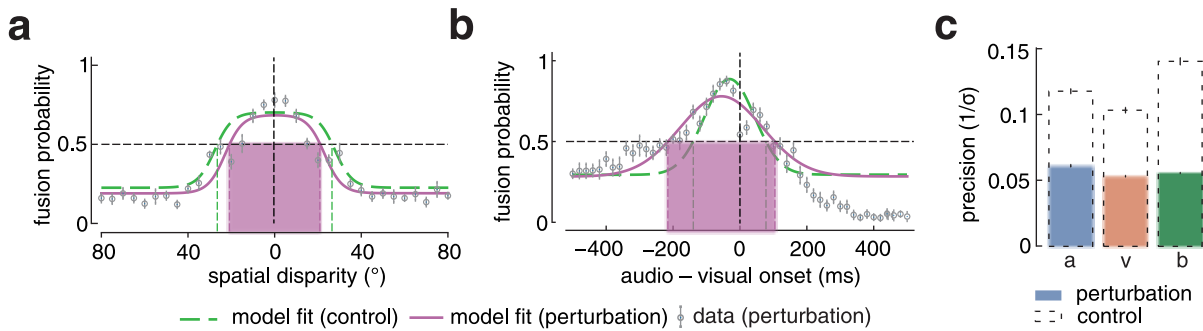 a
fusion probability
1
0.5
0
80
40
0
40
80
spatial disparity (°)
b
fusion probability
1
0.5
0
−400
−200
0
200
400
audio – visual onset (ms)
c
precision (1/σ)
0.15
0.10
0.05
0
a
v
b
perturbation
control
model fit (control)
model fit (perturbation)
data (perturbation)